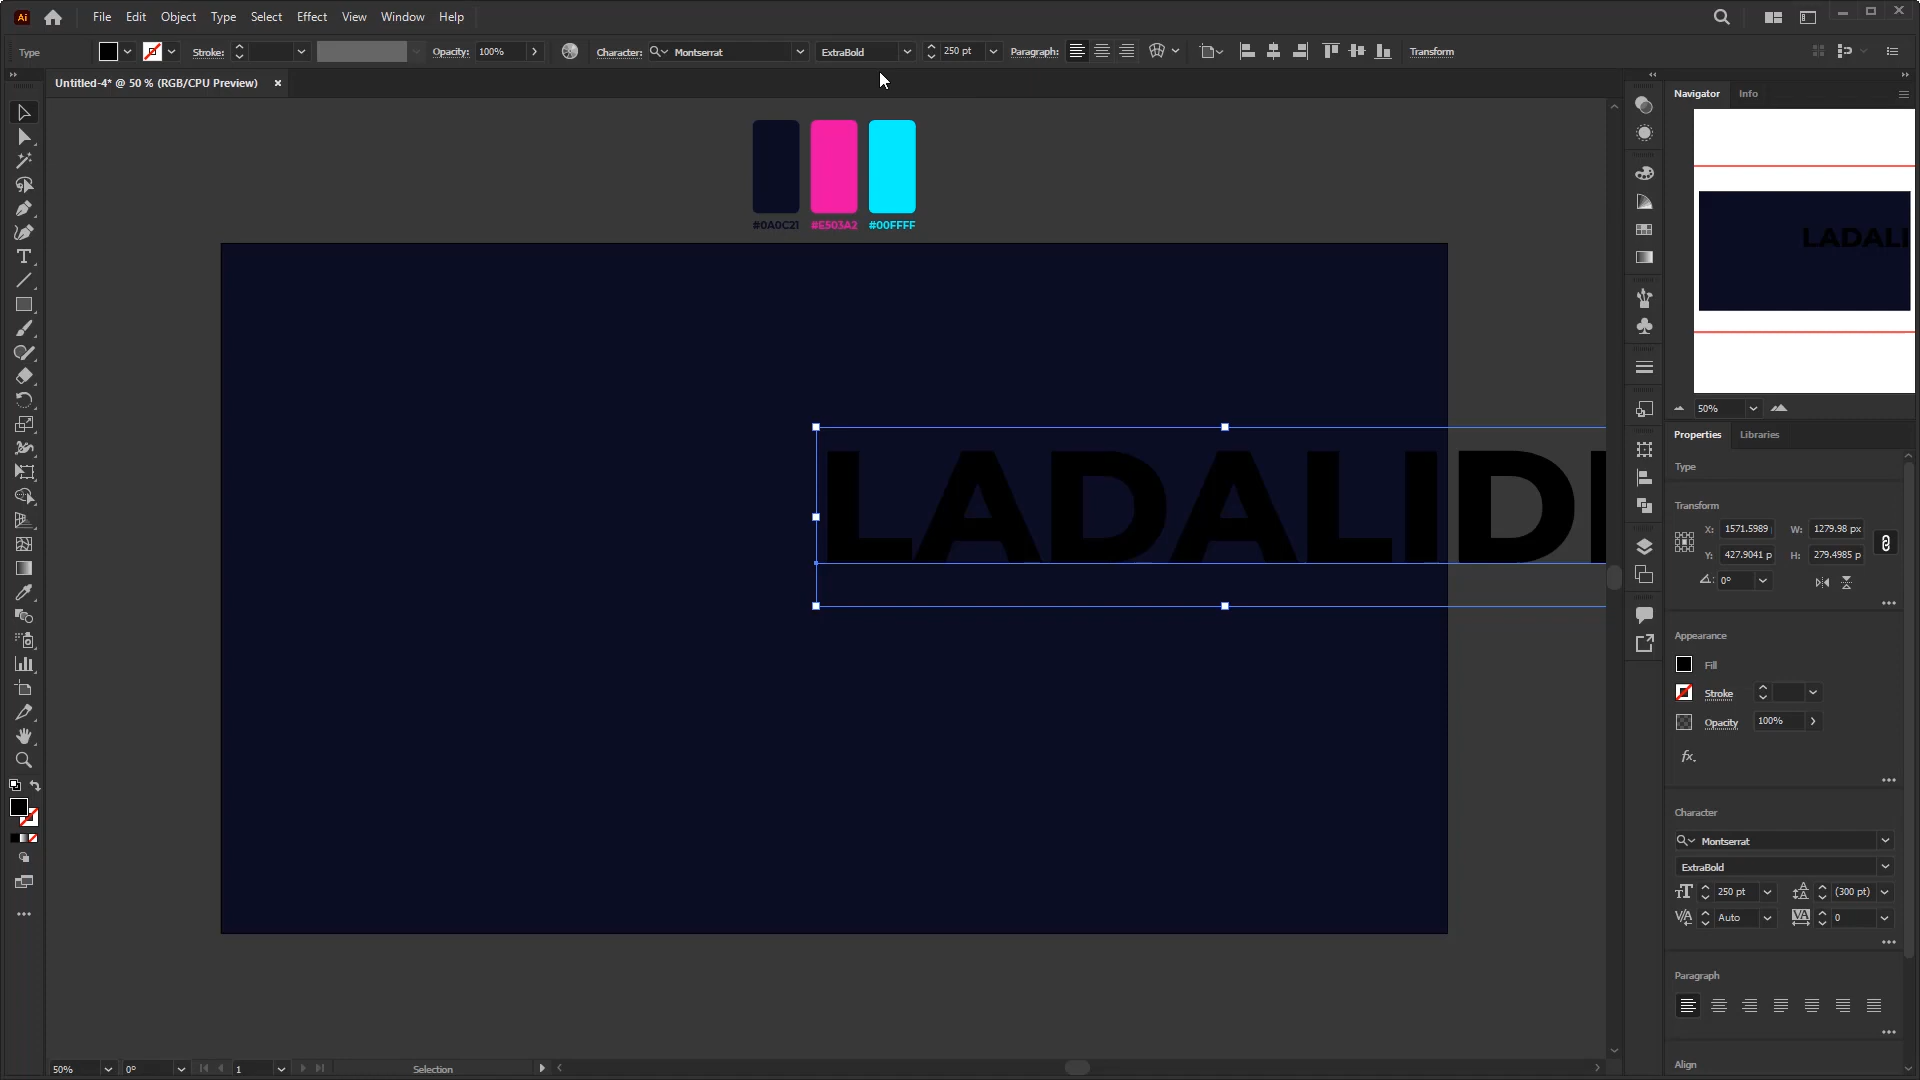 Ai File Edit Object Type Select Effect View Window Help
Type Stroke: Opacity: 100% Character: Montserrat ExtraBold 250 pt Paragraph: Transform
Untitled-4* @ 50 % (RGB/CPU Preview) ×
#0A0C21 #E503A2 #00FFFF
LADALIDI
Navigator Info
LADALI
50%
Properties Libraries
Type
Transform
X: 1571.5989 W: 1279.98 px
Y: 427.9041 p H: 279.4985 p
0°
Appearance
Fill
Stroke
Opacity 100%
fx.
Character
Montserrat
ExtraBold
250 pt (300 pt)
Auto 0
Paragraph
Align
50% 0° 1 Selection